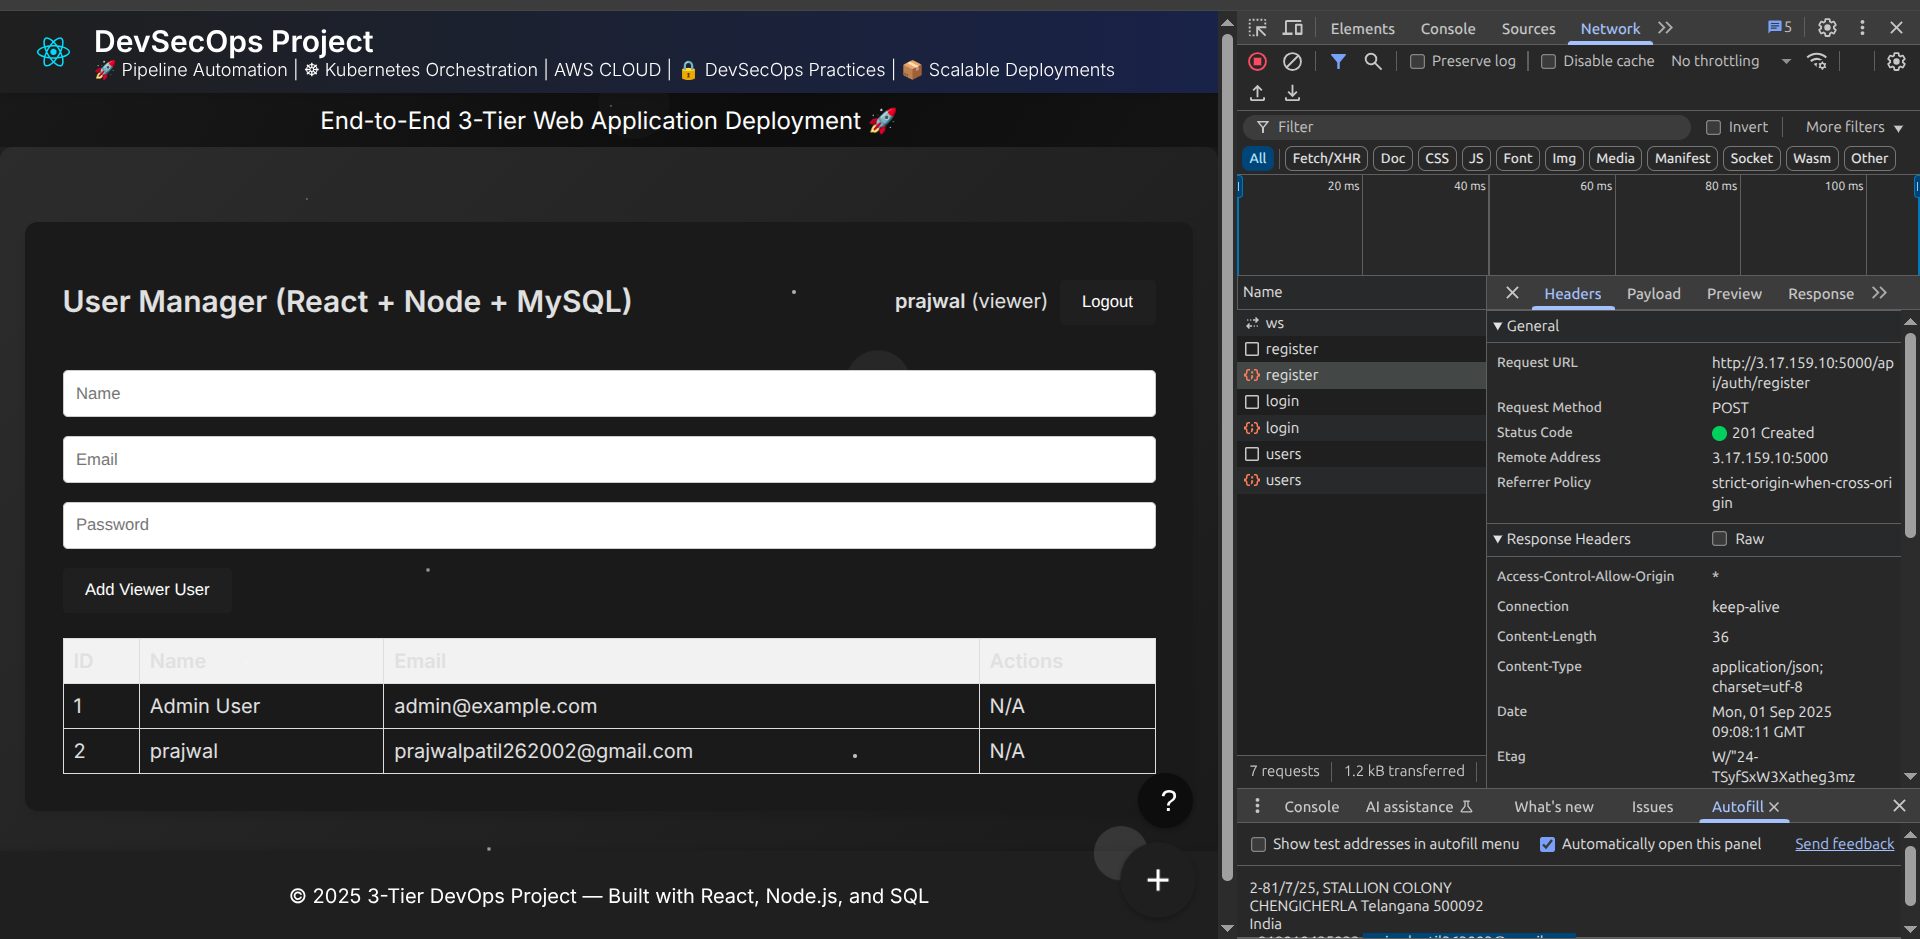 DevSecOps Project
🚀 Pipeline Automation | ☸ Kubernetes Orchestration | AWS CLOUD | 🔒 DevSecOps Practices | 📦 Scalable Deployments
End-to-End 3-Tier Web Application Deployment 🚀
User Manager (React + Node + MySQL)
prajwal (viewer)
Logout
Name
Email
Password
Add Viewer User
ID Name Email Actions
1 Admin User admin@example.com N/A
2 prajwal prajwalpatil262002@gmail.com N/A
?
+
© 2025 3-Tier DevOps Project — Built with React, Node.js, and SQL
Elements Console Sources Network 5
Preserve log Disable cache No throttling
Filter Invert More filters
All Fetch/XHR Doc CSS JS Font Img Media Manifest Socket Wasm Other
20 ms 40 ms 60 ms 80 ms 100 ms
Name
ws
register
register
login
login
users
users
7 requests 1.2 kB transferred
Headers Payload Preview Response
General
Request URL http://3.17.159.10:5000/ap
i/auth/register
Request Method POST
Status Code 201 Created
Remote Address 3.17.159.10:5000
Referrer Policy strict-origin-when-cross-ori
gin
Response Headers Raw
Access-Control-Allow-Origin *
Connection keep-alive
Content-Length 36
Content-Type application/json;
charset=utf-8
Date Mon, 01 Sep 2025
09:08:11 GMT
Etag W/"24-
TSyfSxW3Xatheg3mz
Console AI assistance What's new Issues Autofill
Show test addresses in autofill menu Automatically open this panel Send feedback
2-81/7/25, STALLION COLONY
CHENGICHERLA Telangana 500092
India